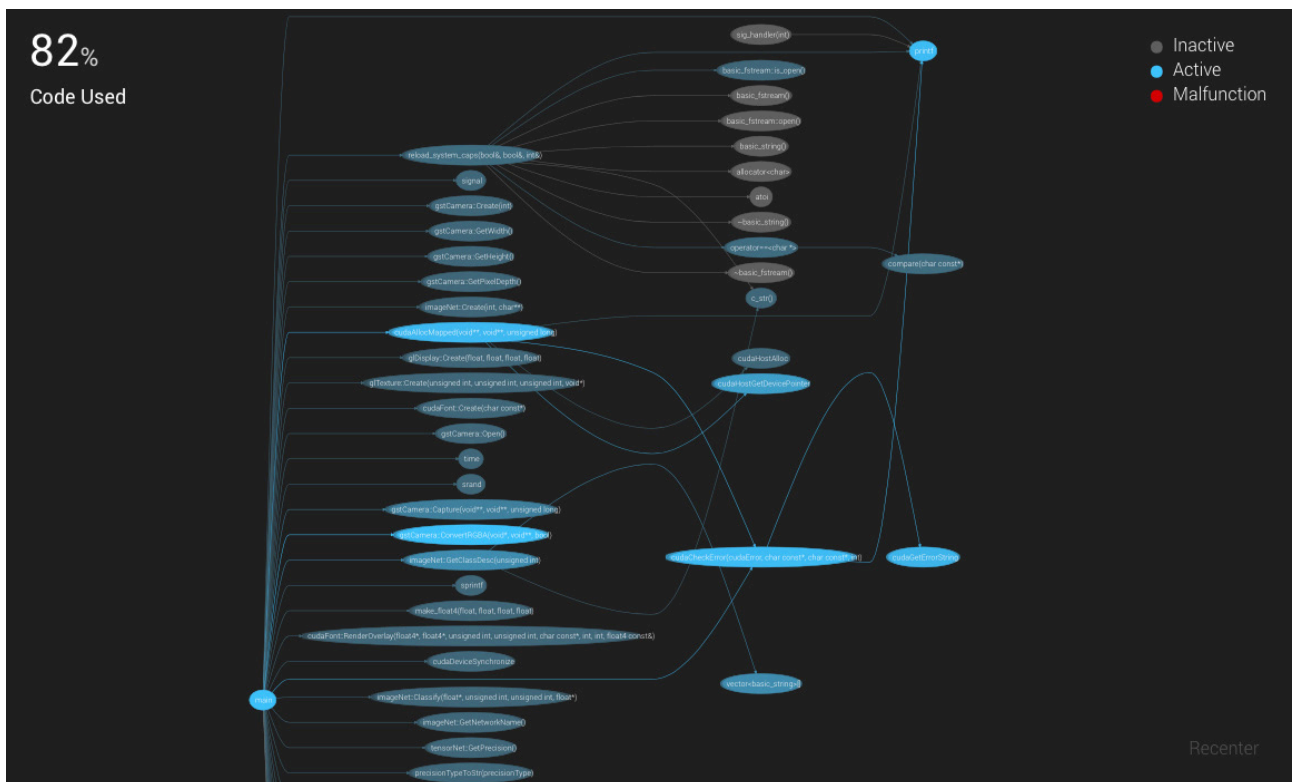 82%
Code Used
Inactive
Active
Malfunction
sig_handler(int)
printf
basic_fstream::is_open()
basic_fstream()
basic_fstream::open()
basic_string()
reload_system_caps(bool&, bool&, int&)
allocator<char>
signal
atoi
gstCamera::Create(int)
~basic_string()
gstCamera::GetWidth()
operator==<char *>
gstCamera::GetHeight()
compare(char const*)
~basic_fstream()
gstCamera::GetPixelDepth()
c_str()
imageNet::Create(int, char**)
cudaAllocMapped(void**, void**, unsigned long)
glDisplay::Create(float, float, float, float)
cudaHostAlloc
glTexture::Create(unsigned int, unsigned int, unsigned int, void*)
cudaHostGetDevicePointer
cudaFont::Create(char const*)
gstCamera::Open()
time
srand
gstCamera::Capture(void**, void**, unsigned long)
gstCamera::ConvertRGBA(void*, void**, bool)
imageNet::GetClassDesc(unsigned int)
cudaCheckError(cudaError, char const*, char const*, int)
cudaGetErrorString
sprintf
make_float4(float, float, float, float)
cudaFont::RenderOverlay(float4*, float4*, unsigned int, unsigned int, char const*, int, int, float4 const&)
cudaDeviceSynchronize
vector<basic_string>[]
main
imageNet::Classify(float*, unsigned int, unsigned int, float*)
imageNet::GetNetworkName()
tensorNet::GetPrecision()
Recenter
precisionTypeToStr(precisionType)